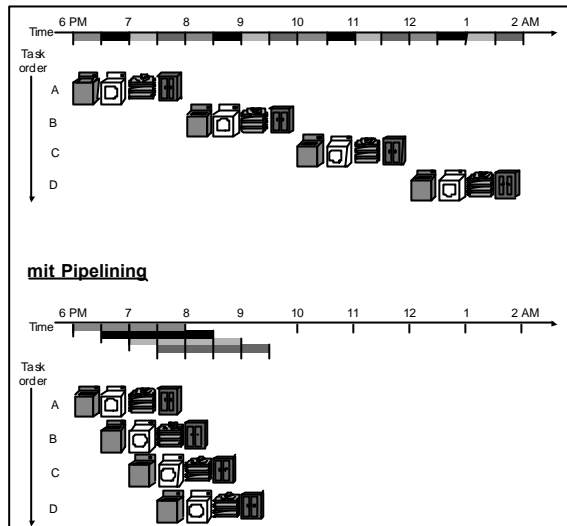 6 PM 7 8 9 10 11 12 1 2 AM
Time
Task
order
A
B
C
D
mit Pipelining
6 PM 7 8 9 10 11 12 1 2 AM
Time
Task
order
A
B
C
D